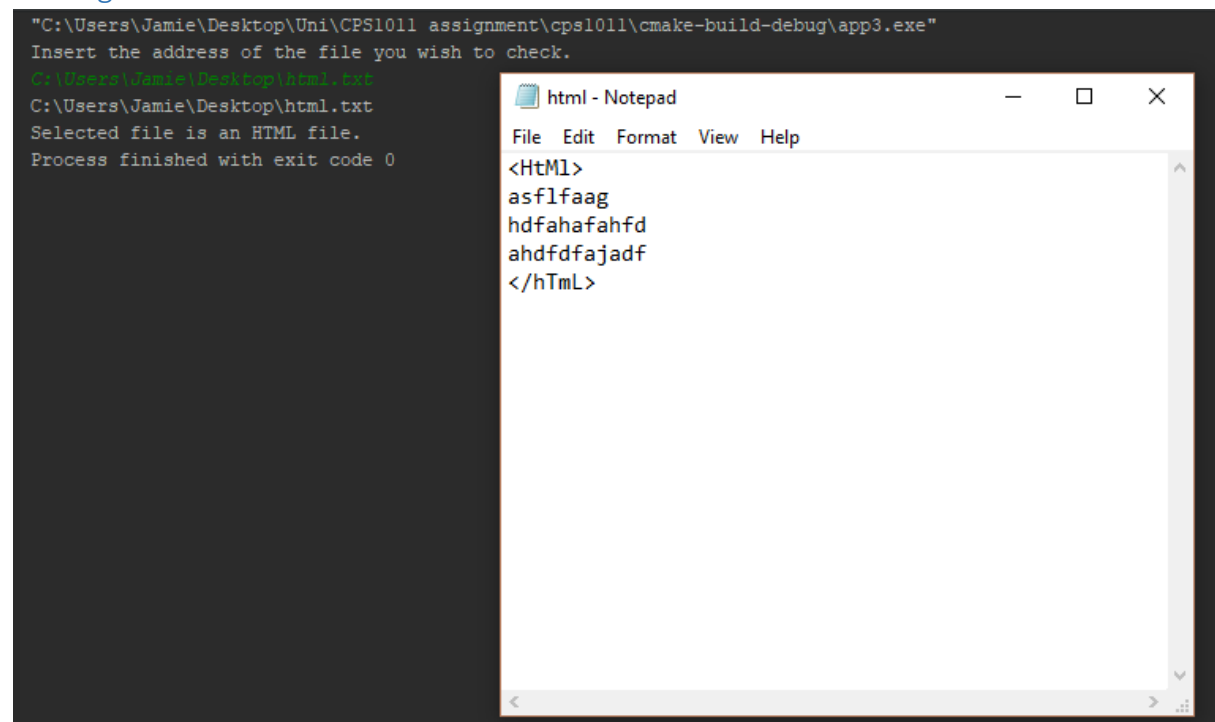 "C:\Users\Jamie\Desktop\Uni\CPS1011 assignment\cps1011\cmake-build-debug\app3.exe"
Insert the address of the file you wish to check.
C:\Users\Jamie\Desktop\html.txt
C:\Users\Jamie\Desktop\html.txt
Selected file is an HTML file.
Process finished with exit code 0
html - Notepad
File Edit Format View Help
<HtMl>
asflfaag
hdfahafahfd
ahdfdfajadf
</hTmL>